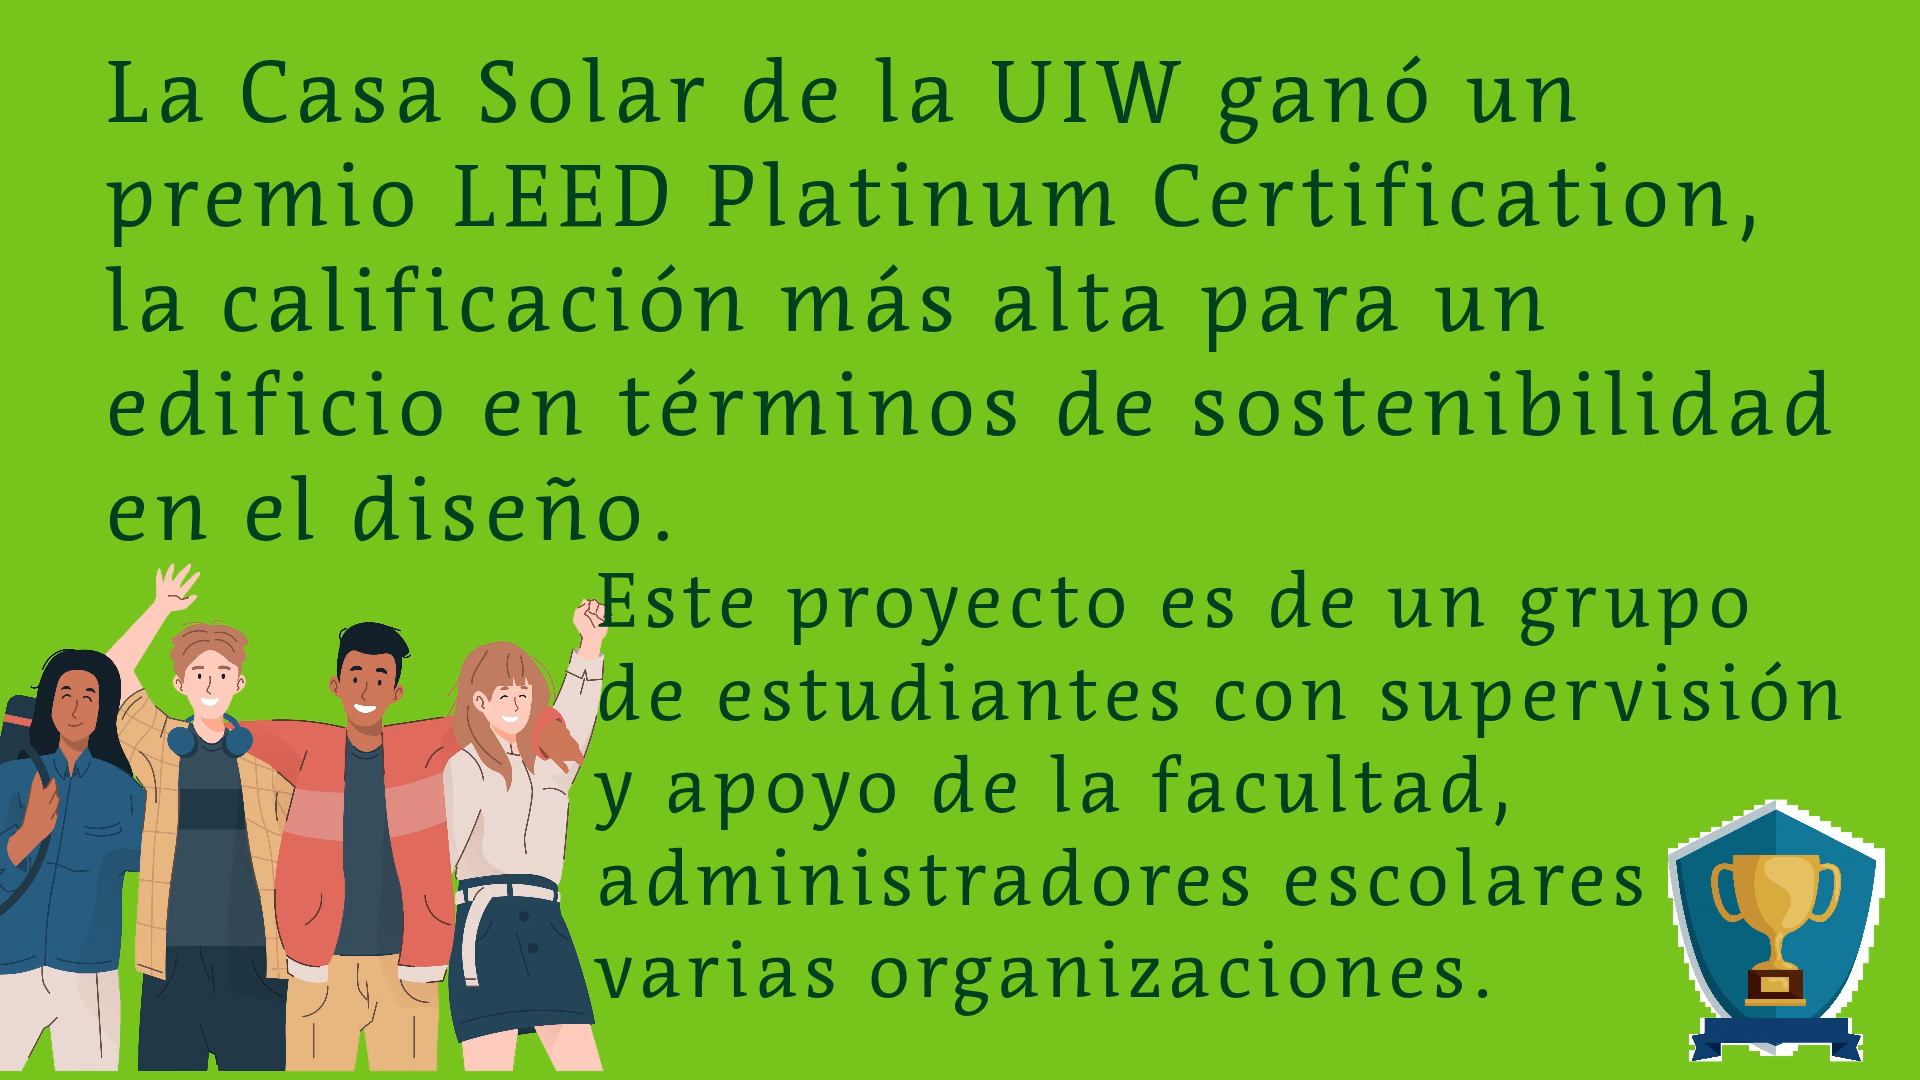 La Casa Solar de la UIW ganó un
premio LEED Platinum Certification,
la calificación más alta para un
edificio en términos de sostenibilidad
en el diseño.
Este proyecto es de un grupo
de estudiantes con supervisión
y apoyo de la facultad,
administradores escolares
varias organizaciones.